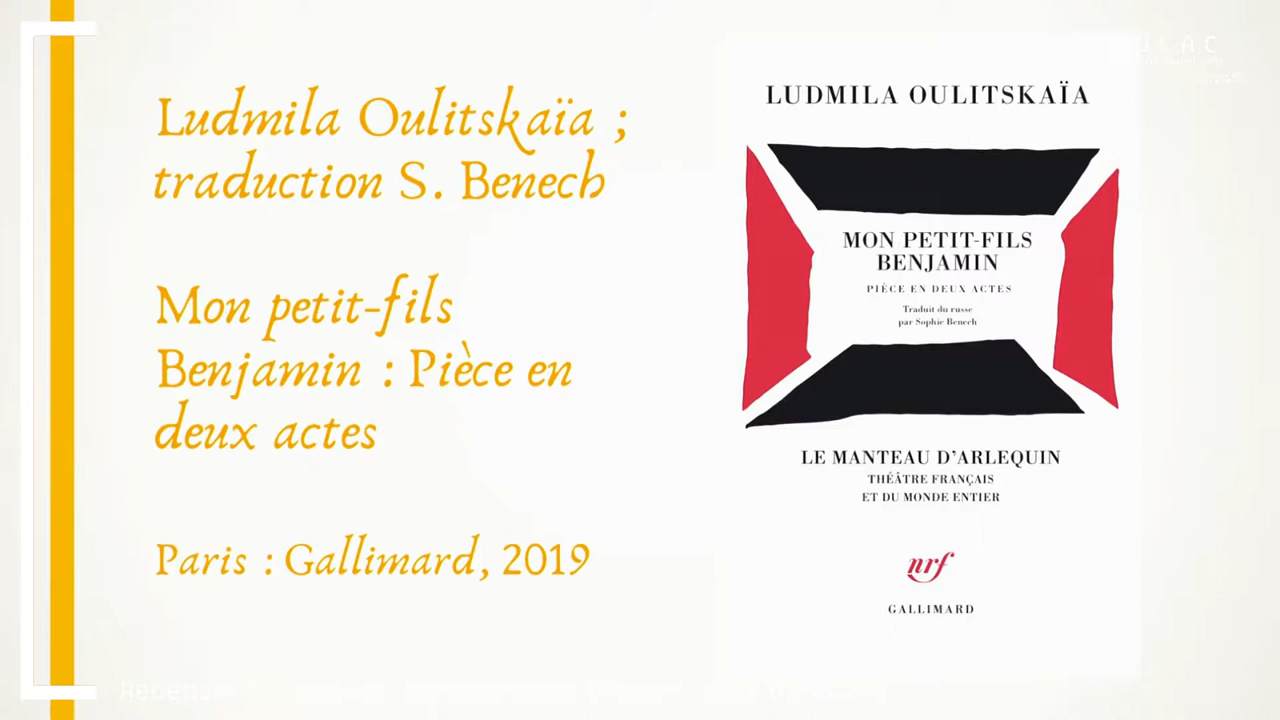 Ludmila Oulitskaïa ;
traduction S. Benech
Mon petit-fils
Benjamin : Pièce en
deux actes
Paris : Gallimard, 2019
LUDMILA OULITSKAÏA
MON PETIT-FILS
BENJAMIN
PIÈCE EN DEUX ACTES
Traduit du russe
par Sophie Benech
LE MANTEAU D'ARLEQUIN
THÉÂTRE FRANÇAIS
ET DU MONDE ENTIER
nrf
GALLIMARD